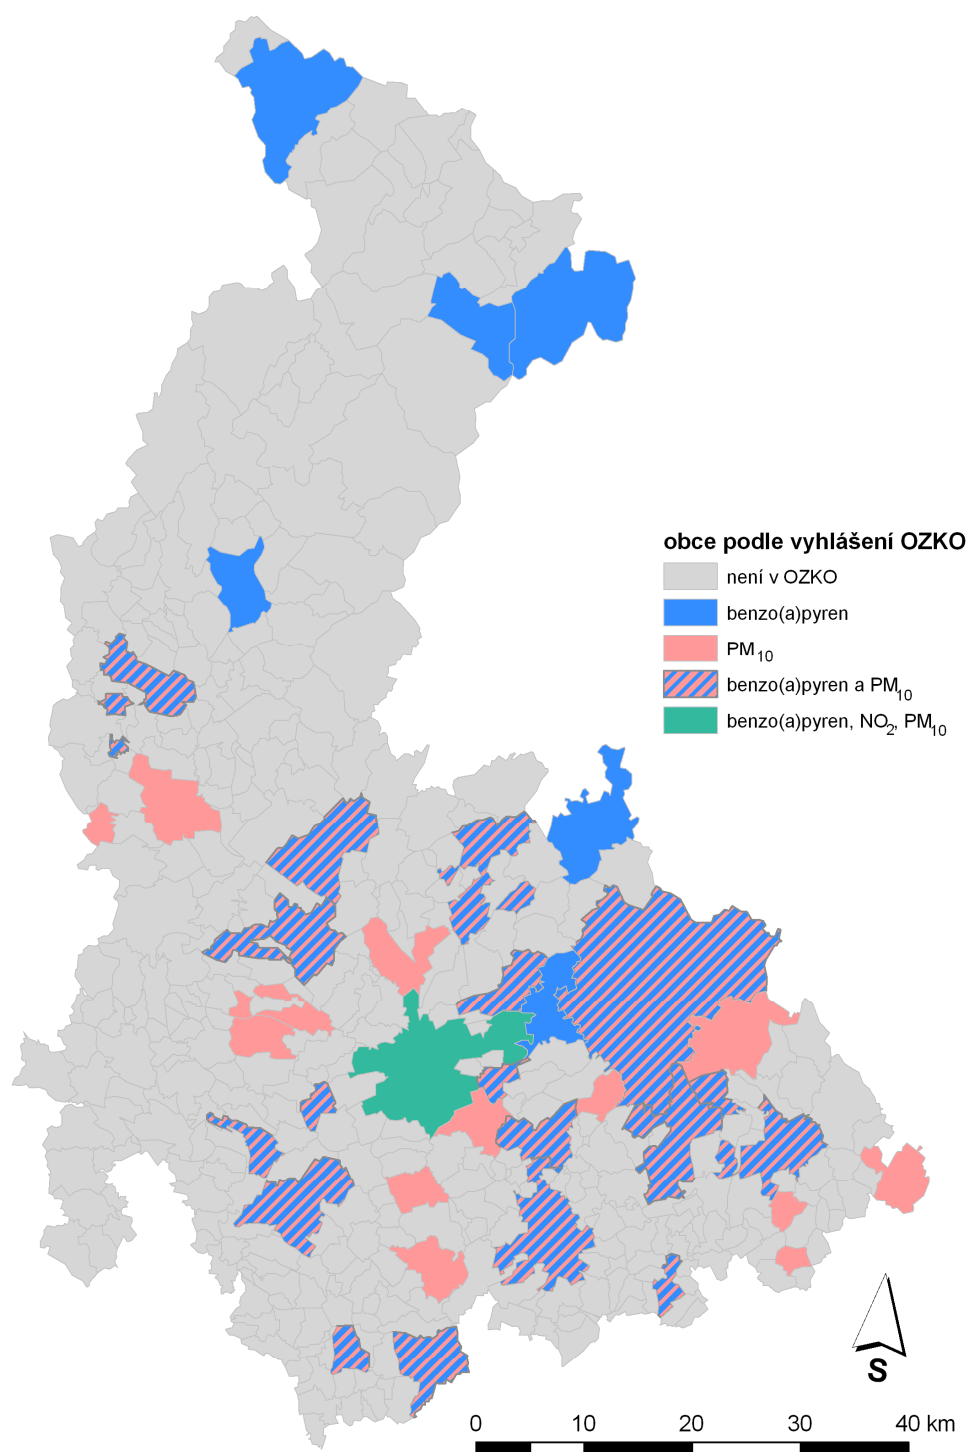 obce podle vyhlášení OZKO
není v OZKO
benzo(a)pyren
PM10
benzo(a)pyren a PM10
benzo(a)pyren, NO2, PM10
S
0 10 20 30 40 km